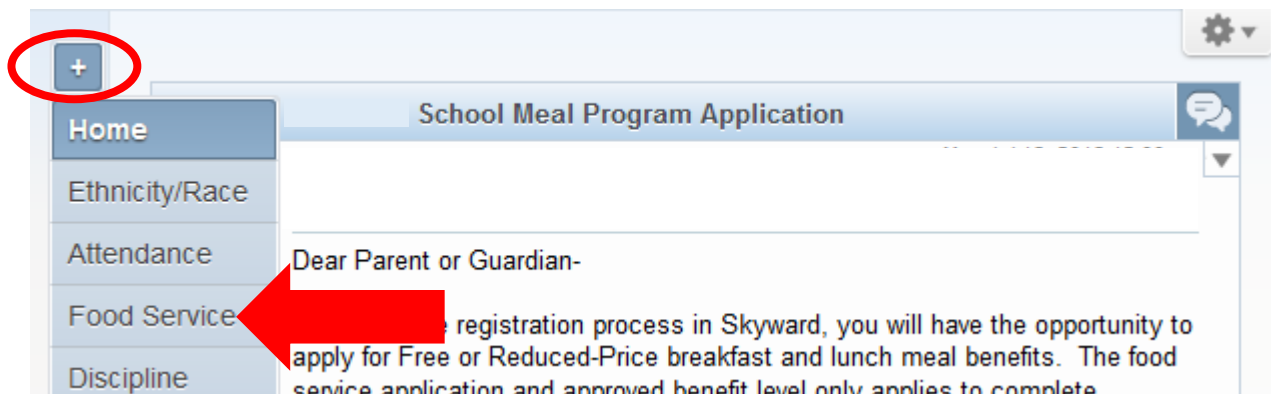 +
School Meal Program Application
Home
Ethnicity/Race
Attendance
Dear Parent or Guardian-
Food Service
registration process in Skyward, you will have the opportunity to
apply for Free or Reduced-Price breakfast and lunch meal benefits. The food
Discipline
service application and approved benefit level only applies to complete